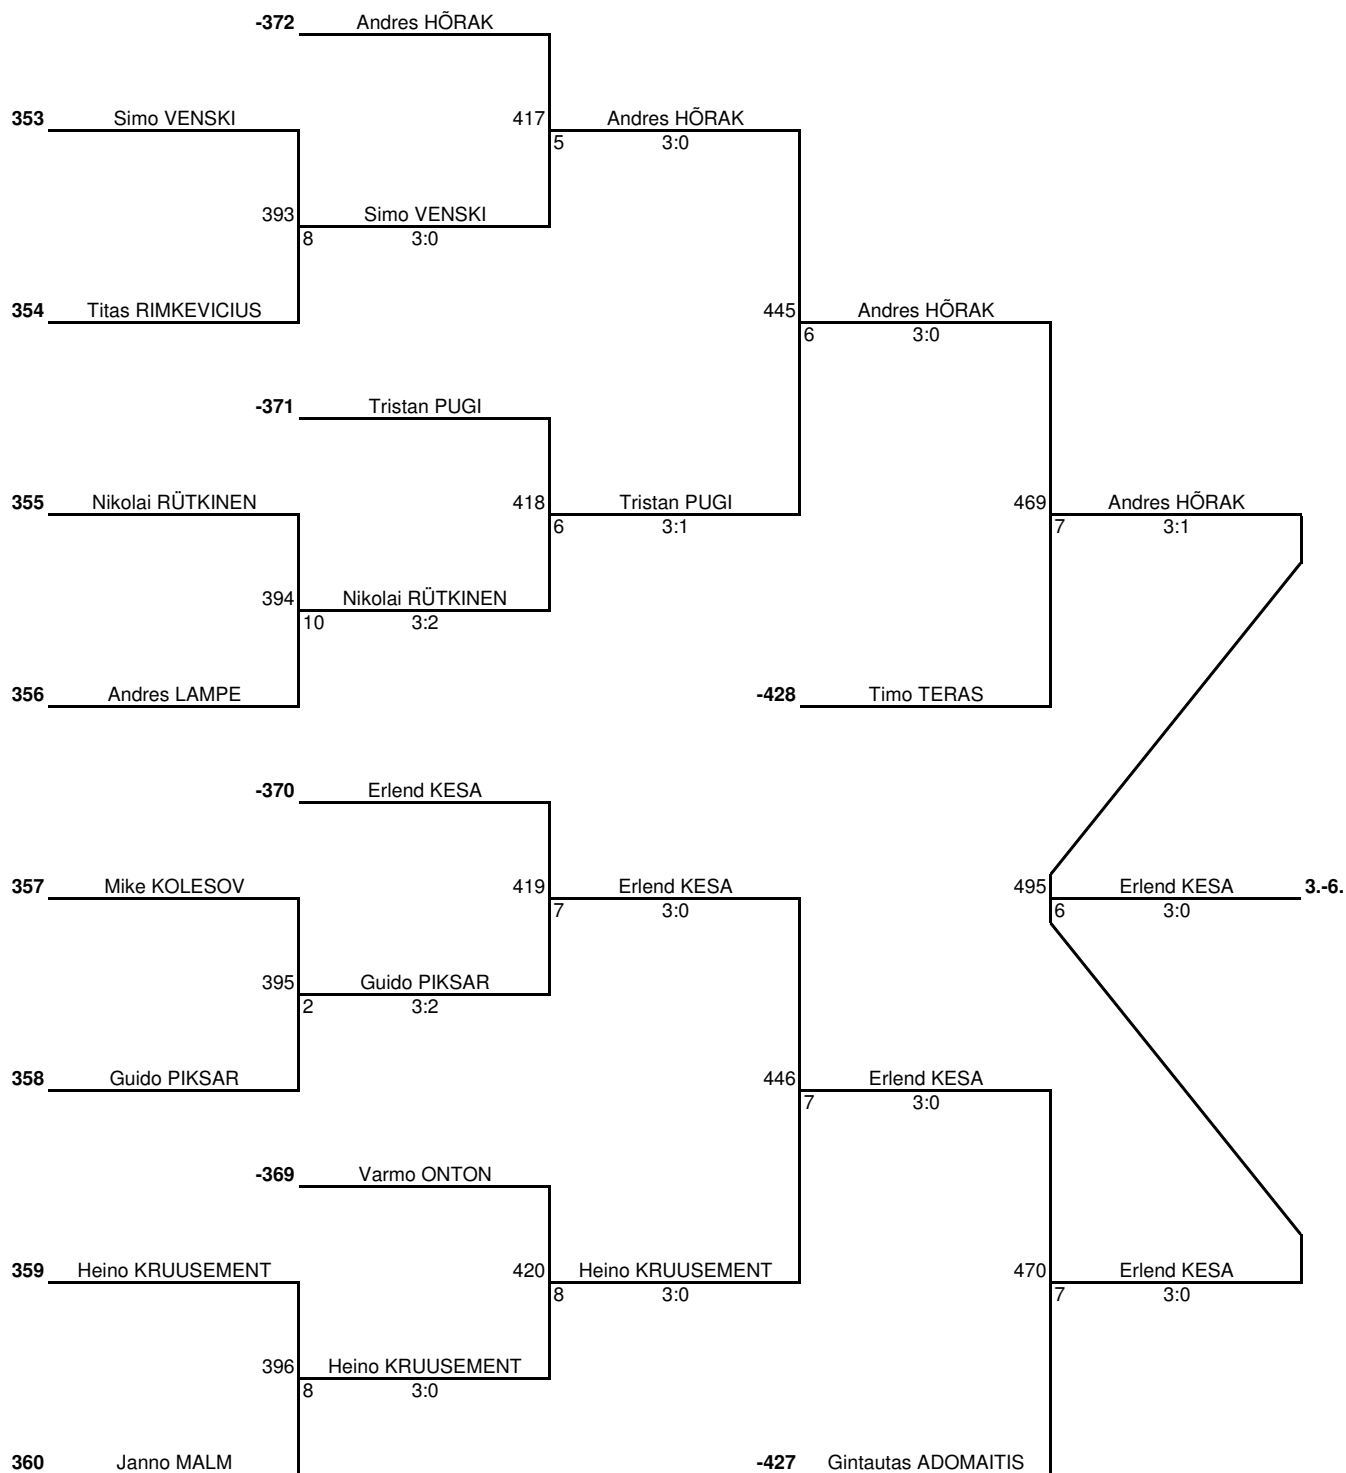 -372 Andres HÕRAK
353 Simo VENSKI 417 Andres HÕRAK
5 3:0
393 Simo VENSKI
8 3:0
354 Titas RIMKEVICIUS 445 Andres HÕRAK
6 3:0
-371 Tristan PUGI
355 Nikolai RÜTKINEN 418 Tristan PUGI 469 Andres HÕRAK
6 3:1 7 3:1
394 Nikolai RÜTKINEN
10 3:2
356 Andres LAMPE -428 Timo TERAS
-370 Erlend KESA
357 Mike KOLESOV 419 Erlend KESA 495 Erlend KESA 3.-6.
7 3:0 6 3:0
395 Guido PIKSAR
2 3:2
358 Guido PIKSAR 446 Erlend KESA
7 3:0
-369 Varmo ONTON
359 Heino KRUUSEMENT 420 Heino KRUUSEMENT 470 Erlend KESA
8 3:0 7 3:0
396 Heino KRUUSEMENT
8 3:0
360 Janno MALM -427 Gintautas ADOMAITIS